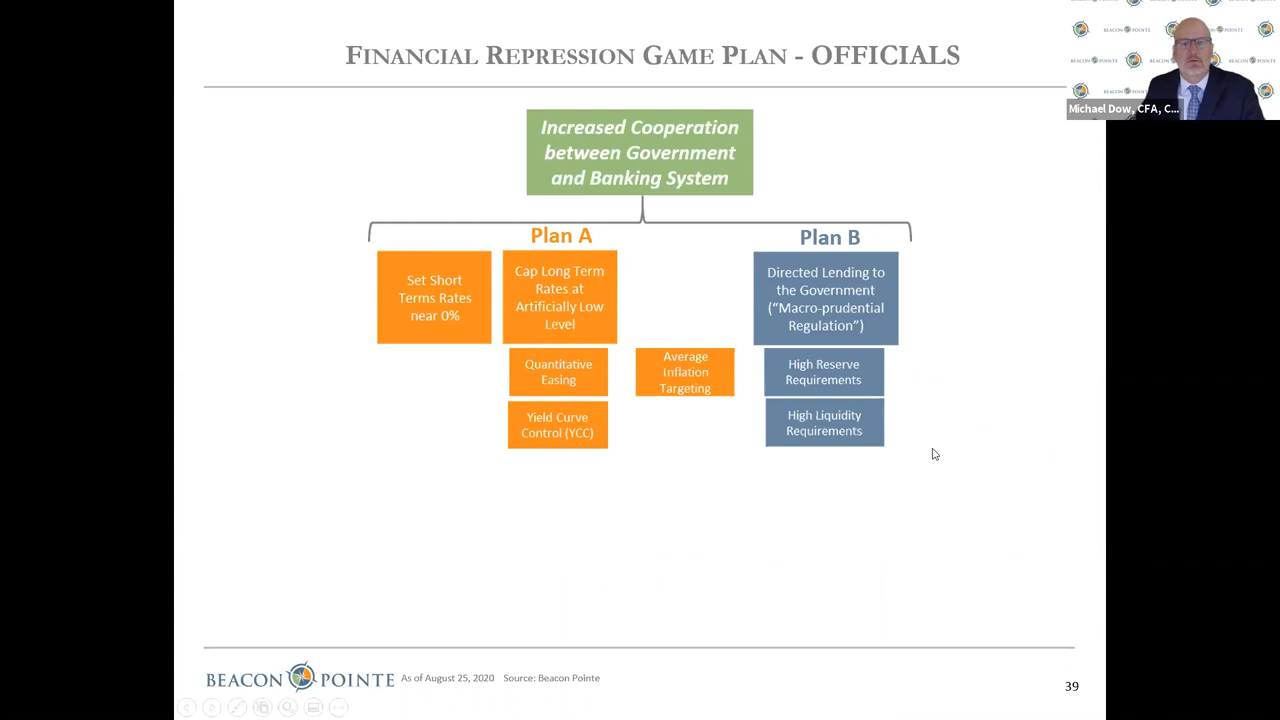 FINANCIAL REPRESSION GAME PLAN - OFFICIALS
Michael Dow, CFA, C...
Increased Cooperation
between Government
and Banking System
Plan A
Set Short
Terms Rates
near 0%
Cap Long Term
Rates at
Artificially Low
Level
Quantitative
Easing
Yield Curve
Control (YCC)
Average
Inflation
Targeting
Plan B
Directed Lending to
the Government
("Macro-prudential
Regulation")
High Reserve
Requirements
High Liquidity
Requirements
BEACON POINTE
As of August 25, 2020 Source: Beacon Pointe
39